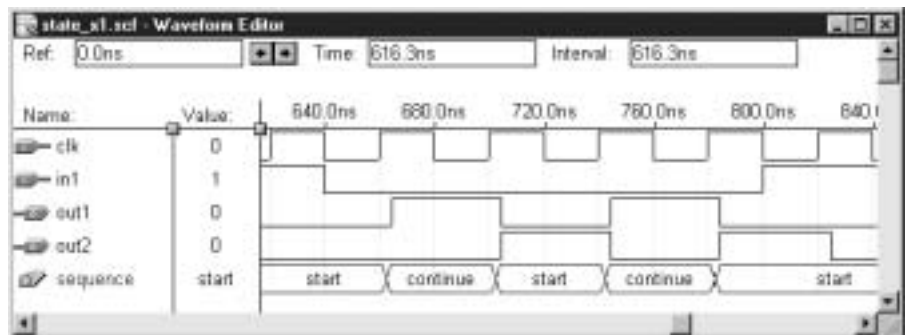 state_s1.scf - Waveform Editor
Ref: 0.0ns Time: 616.3ns Interval: 616.3ns
Name: Value: 640.0ns 680.0ns 720.0ns 760.0ns 800.0ns 840.
clk 0
in1 1
out1 0
out2 0
sequence start start continue start continue start